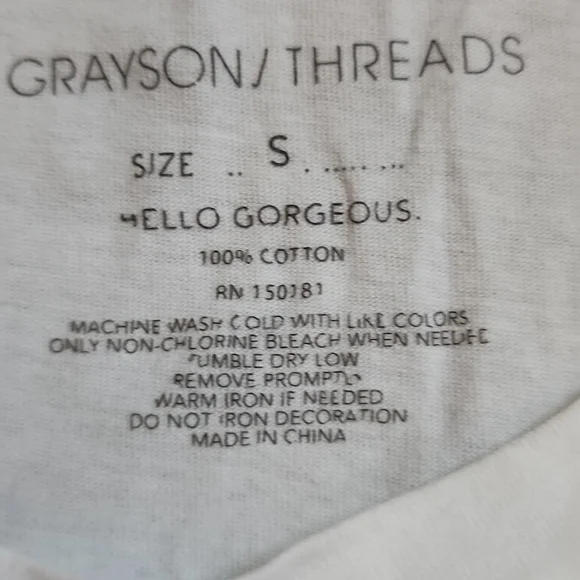 GRAYSON/THREADS
SIZE .. S . ..... ...
HELLO GORGEOUS.
100% COTTON
RN 150181
MACHINE WASH COLD WITH LIKE COLORS
ONLY NON-CHLORINE BLEACH WHEN NEEDED
TUMBLE DRY LOW
REMOVE PROMPTLY
WARM IRON IF NEEDED
DO NOT IRON DECORATION
MADE IN CHINA